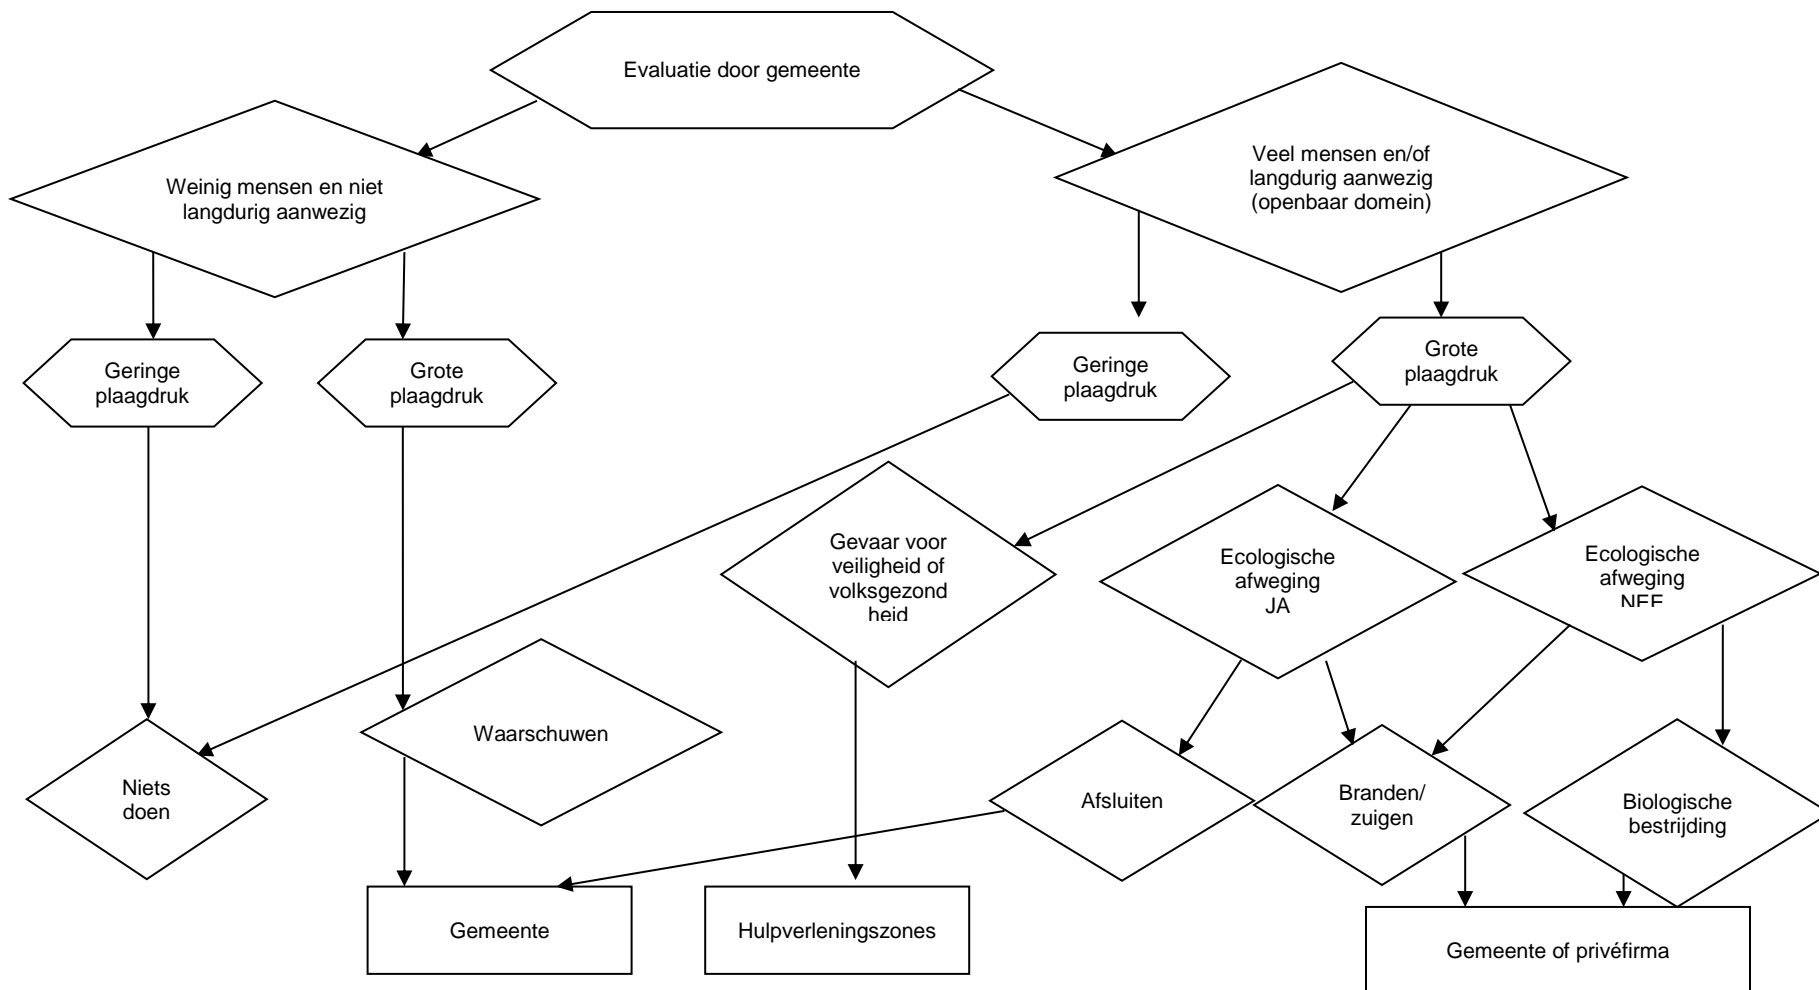 Evaluatie door gemeente
Weinig mensen en niet
langdurig aanwezig
Veel mensen en/of
langdurig aanwezig
(openbaar domein)
Geringe
plaagdruk
Grote
plaagdruk
Geringe
plaagdruk
Grote
plaagdruk
Gevaar voor
veiligheid of
volksgezond
heid
Ecologische
afweging
JA
Ecologische
afweging
NEE
Waarschuwen
Niets
doen
Afsluiten
Branden/
zuigen
Biologische
bestrijding
Gemeente
Hulpverleningszones
Gemeente of privéfirma